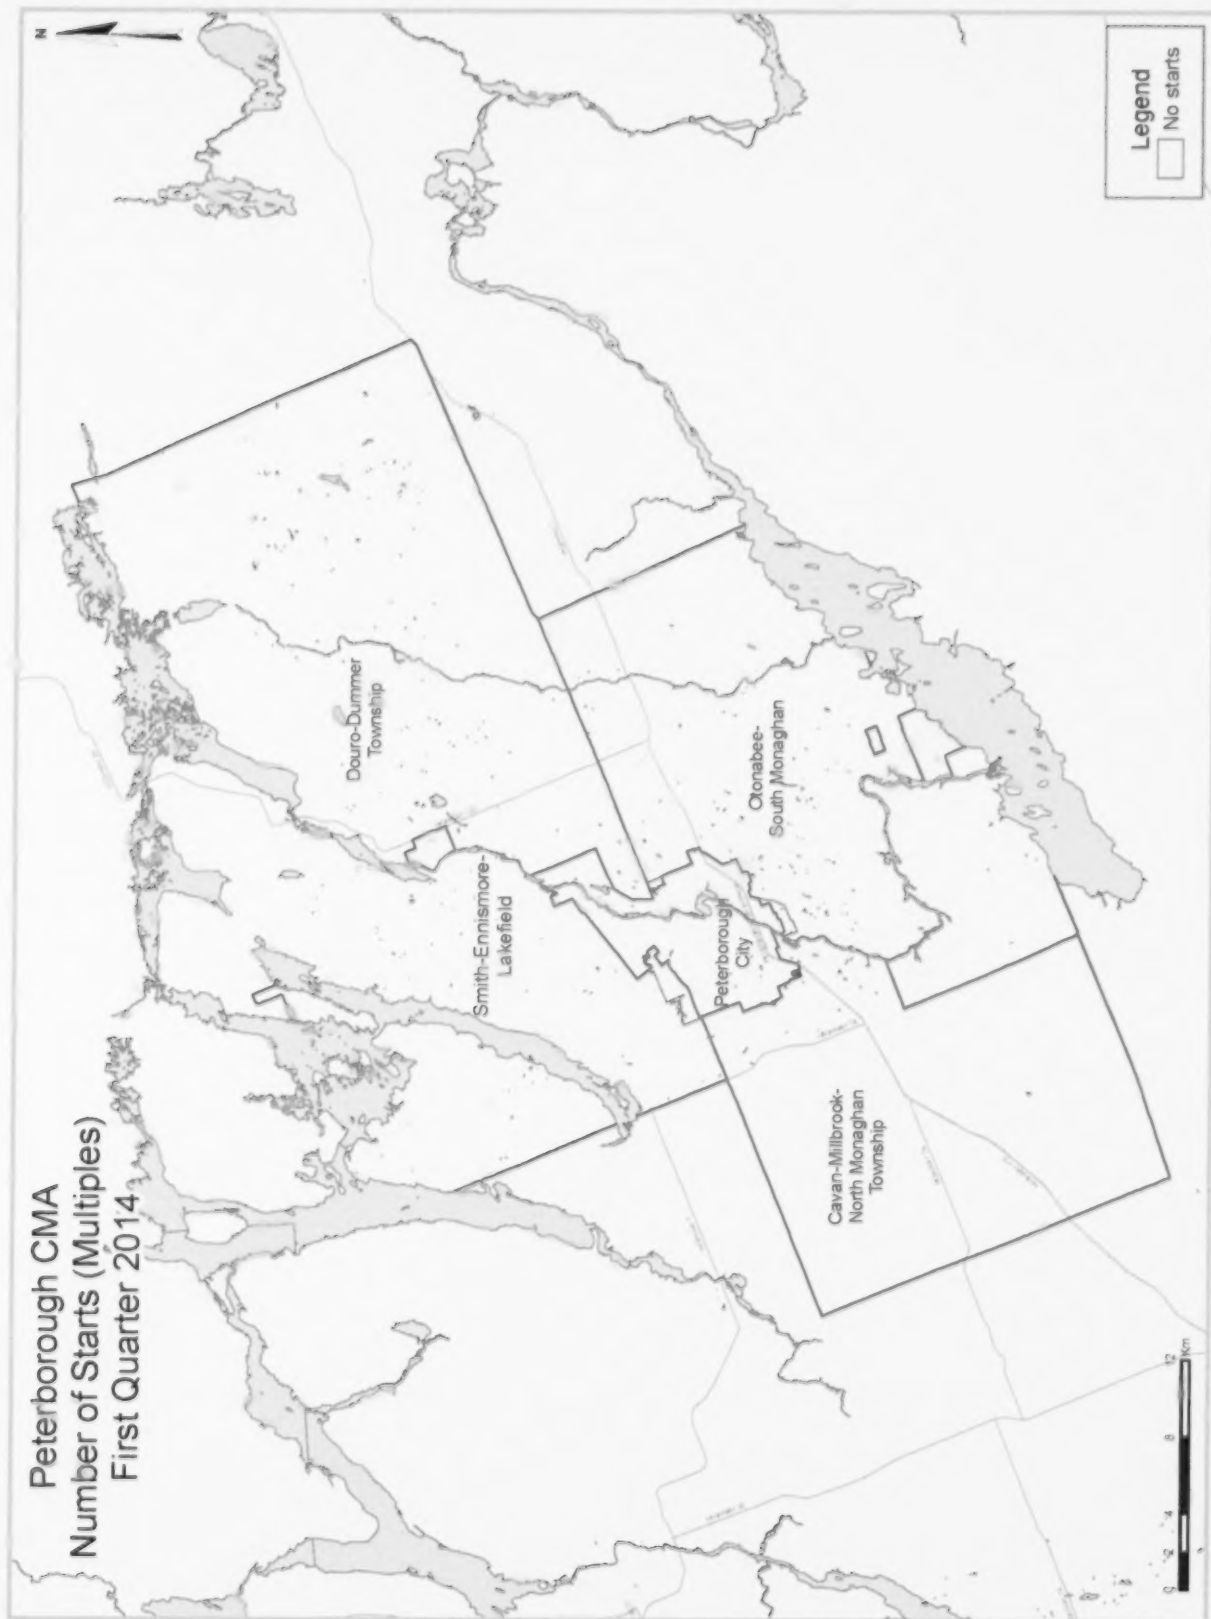 Peterborough CMA
Number of Starts (Multiples)
First Quarter 2014
N
Douro-Dummer
Township
Smith-Ennismore-
Lakefield
Otonabee-
South Monaghan
Peterborough
City
Cavan-Millbrook-
North Monaghan
Township
Legend
No starts
0 2 4 8 12
Km